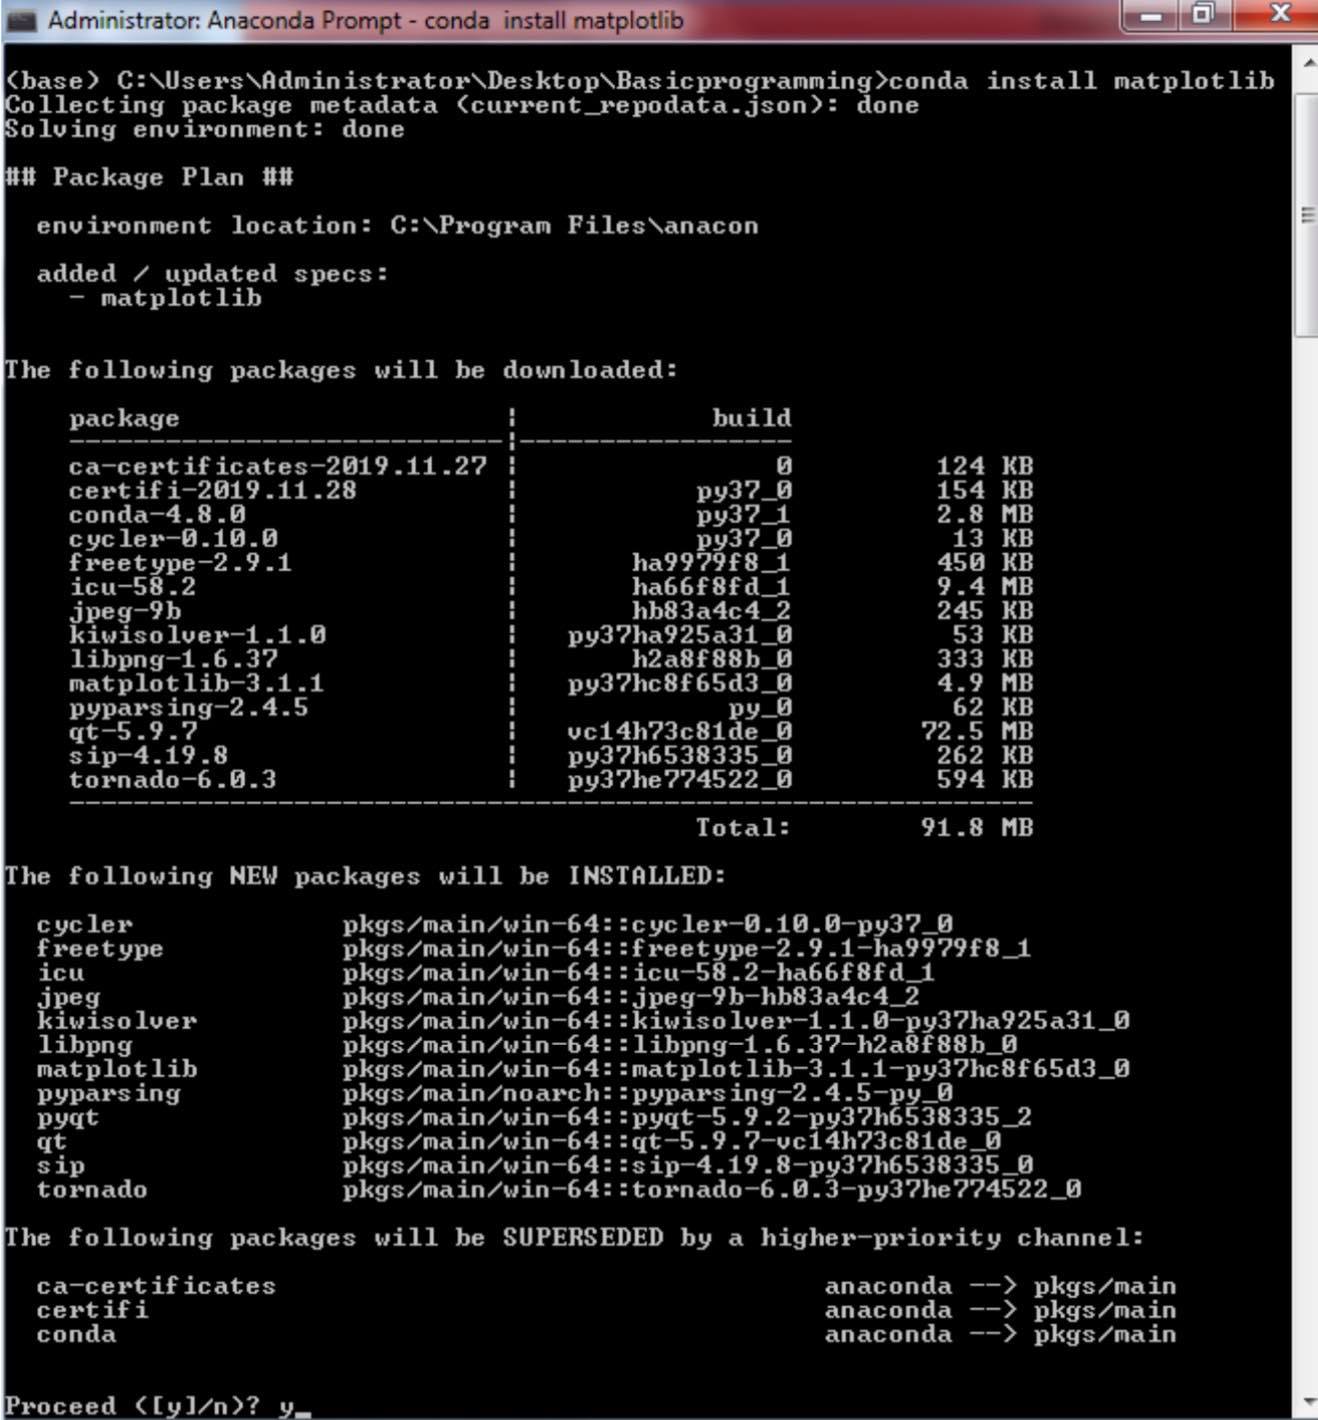 Administrator: Anaconda Prompt - conda  install matplotlib
(base) C:\Users\Administrator\Desktop\Basicprogramming>conda install matplotlib
Collecting package metadata (current_repodata.json): done
Solving environment: done
## Package Plan ##
environment location: C:\Program Files\anacon
added / updated specs:
- matplotlib
The following packages will be downloaded:
package | build
---------------------------|-----------------
ca-certificates-2019.11.27 | 0 124 KB
certifi-2019.11.28 | py37_0 154 KB
conda-4.8.0 | py37_1 2.8 MB
cycler-0.10.0 | py37_0 13 KB
freetype-2.9.1 | ha9979f8_1 450 KB
icu-58.2 | ha66f8fd_1 9.4 MB
jpeg-9b | hb83a4c4_2 245 KB
kiwisolver-1.1.0 | py37ha925a31_0 53 KB
libpng-1.6.37 | h2a8f88b_0 333 KB
matplotlib-3.1.1 | py37hc8f65d3_0 4.9 MB
pyparsing-2.4.5 | py_0 62 KB
qt-5.9.7 | vc14h73c81de_0 72.5 MB
sip-4.19.8 | py37h6538335_0 262 KB
tornado-6.0.3 | py37he774522_0 594 KB
------------------------------------------------------------
Total: 91.8 MB
The following NEW packages will be INSTALLED:
cycler pkgs/main/win-64::cycler-0.10.0-py37_0
freetype pkgs/main/win-64::freetype-2.9.1-ha9979f8_1
icu pkgs/main/win-64::icu-58.2-ha66f8fd_1
jpeg pkgs/main/win-64::jpeg-9b-hb83a4c4_2
kiwisolver pkgs/main/win-64::kiwisolver-1.1.0-py37ha925a31_0
libpng pkgs/main/win-64::libpng-1.6.37-h2a8f88b_0
matplotlib pkgs/main/win-64::matplotlib-3.1.1-py37hc8f65d3_0
pyparsing pkgs/main/noarch::pyparsing-2.4.5-py_0
pyqt pkgs/main/win-64::pyqt-5.9.2-py37h6538335_2
qt pkgs/main/win-64::qt-5.9.7-vc14h73c81de_0
sip pkgs/main/win-64::sip-4.19.8-py37h6538335_0
tornado pkgs/main/win-64::tornado-6.0.3-py37he774522_0
The following packages will be SUPERSEDED by a higher-priority channel:
ca-certificates anaconda --> pkgs/main
certifi anaconda --> pkgs/main
conda anaconda --> pkgs/main
Proceed ([y]/n)? y_